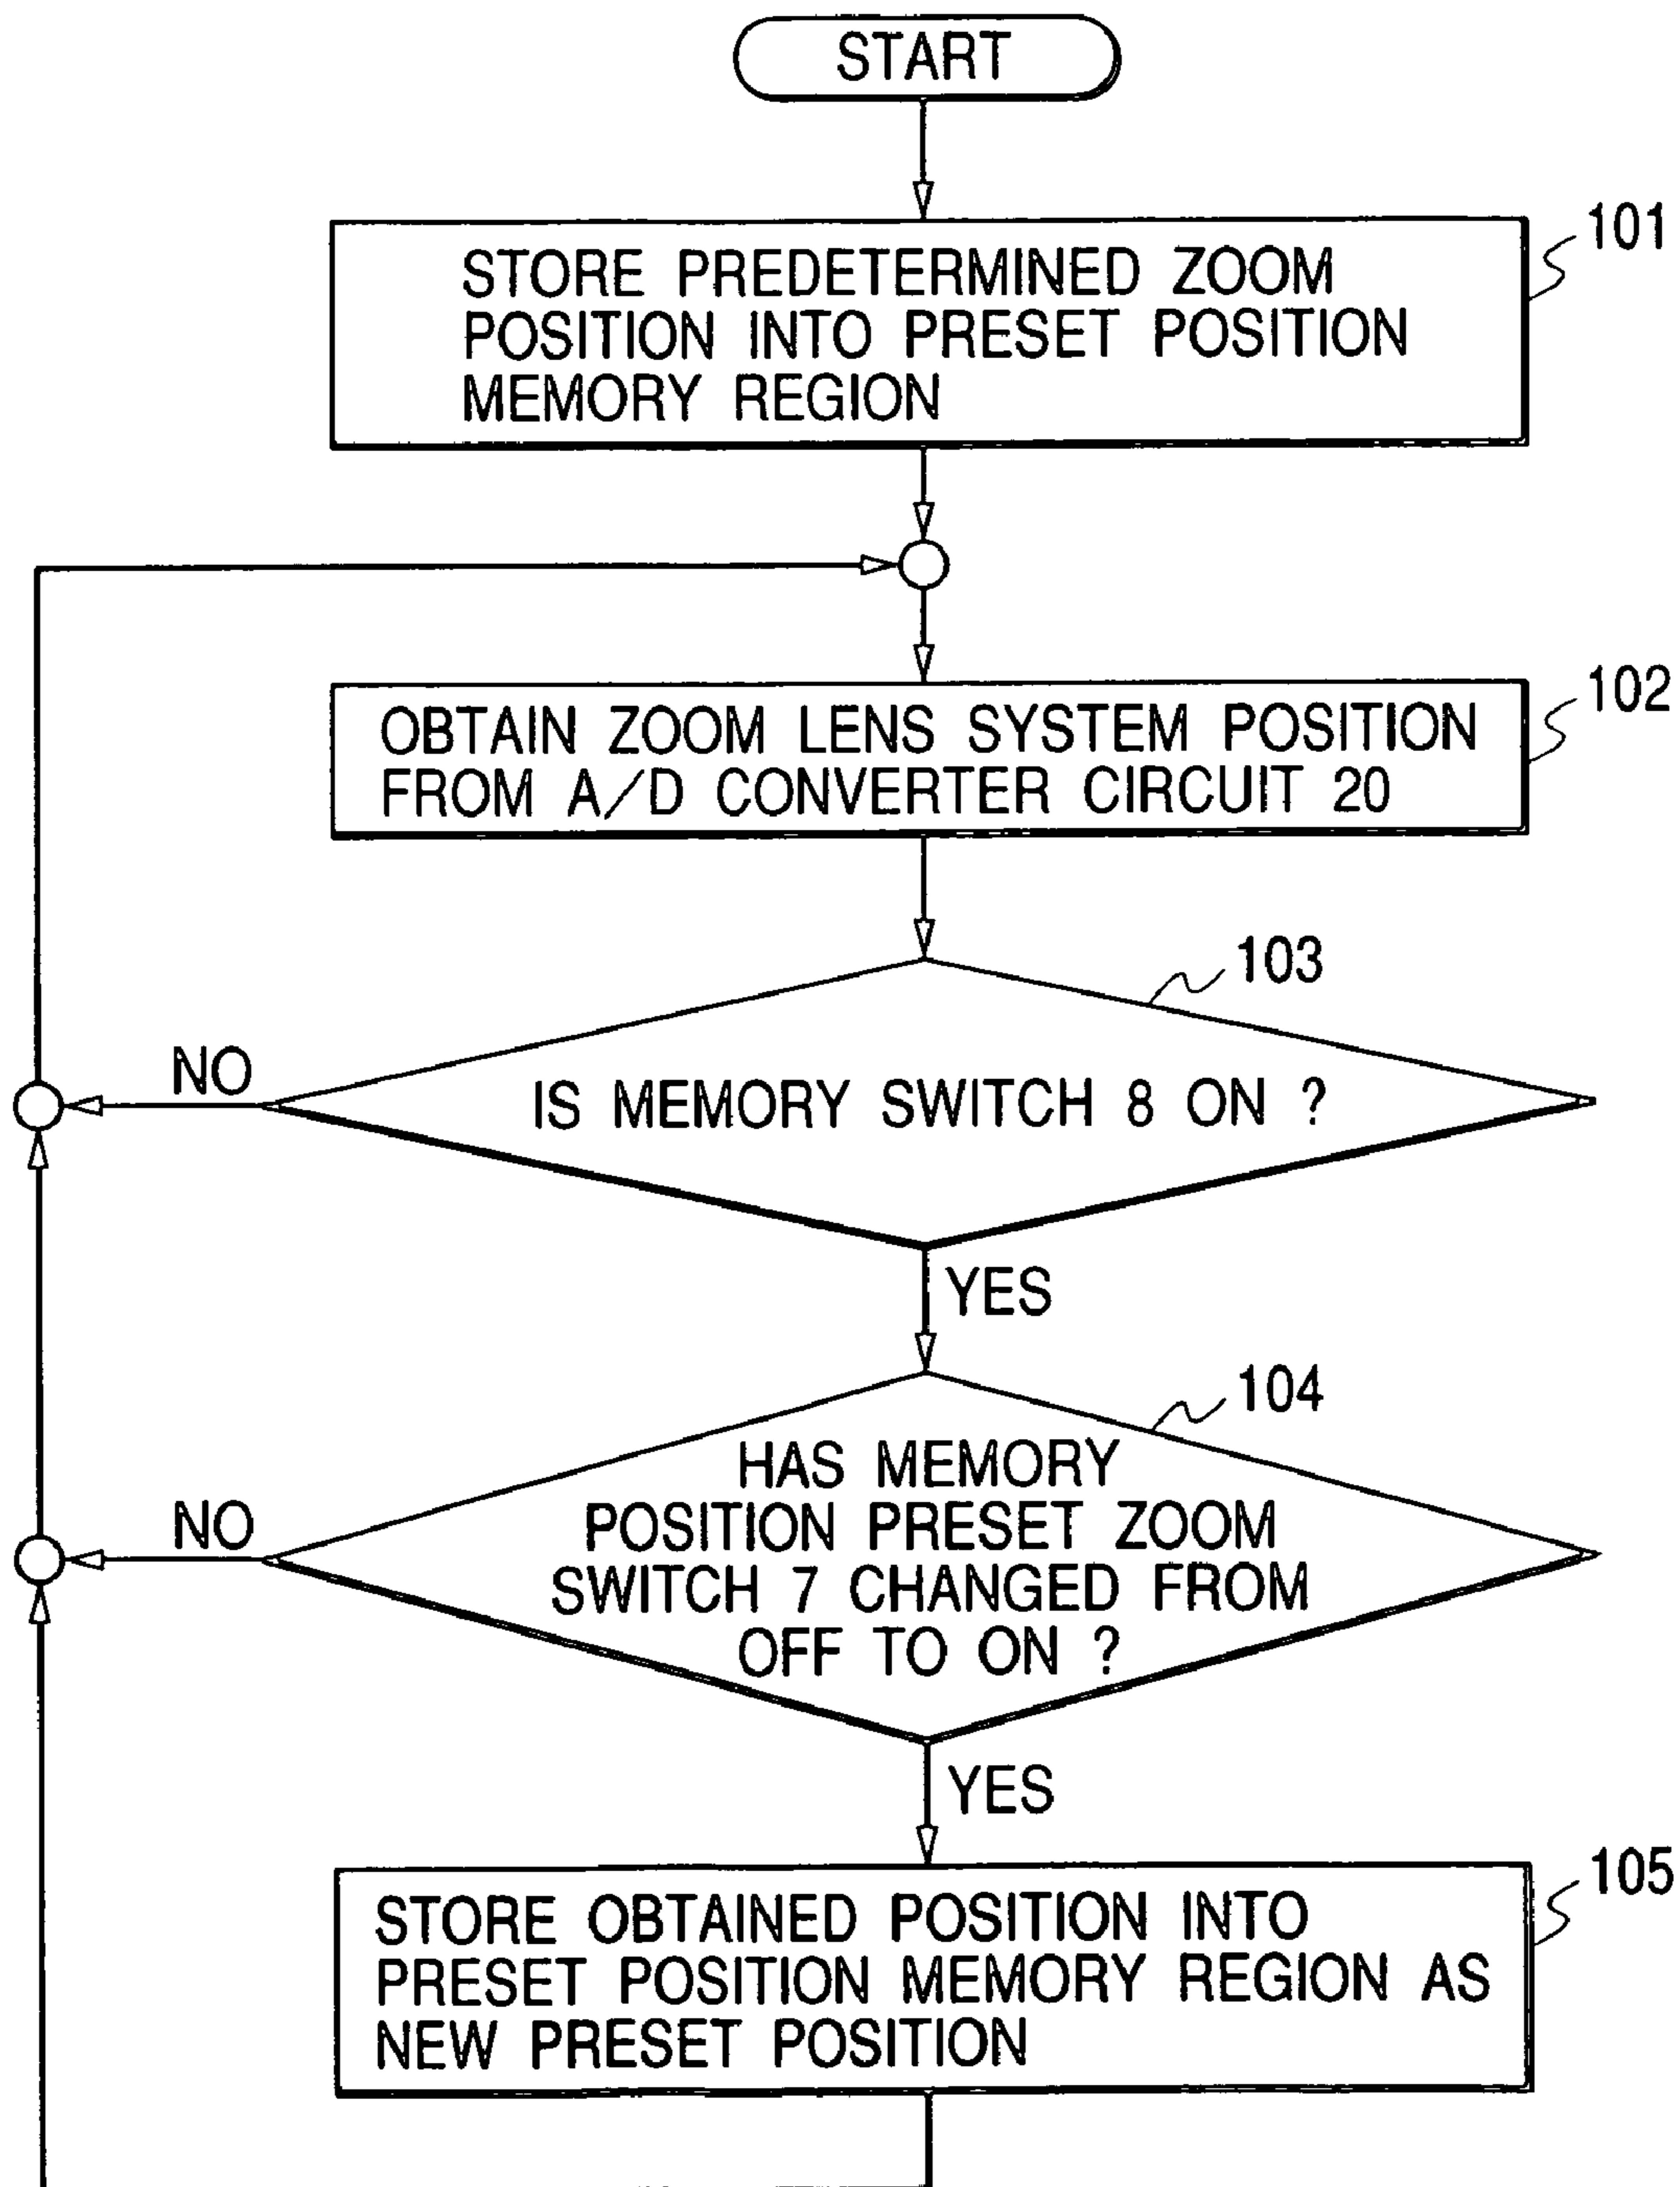 START
101
STORE PREDETERMINED ZOOM
POSITION INTO PRESET POSITION
MEMORY REGION
102
OBTAIN ZOOM LENS SYSTEM POSITION
FROM A/D CONVERTER CIRCUIT 20
103
NO
IS MEMORY SWITCH 8 ON ?
YES
104
HAS MEMORY
POSITION PRESET ZOOM
SWITCH 7 CHANGED FROM
OFF TO ON ?
NO
YES
105
STORE OBTAINED POSITION INTO
PRESET POSITION MEMORY REGION AS
NEW PRESET POSITION